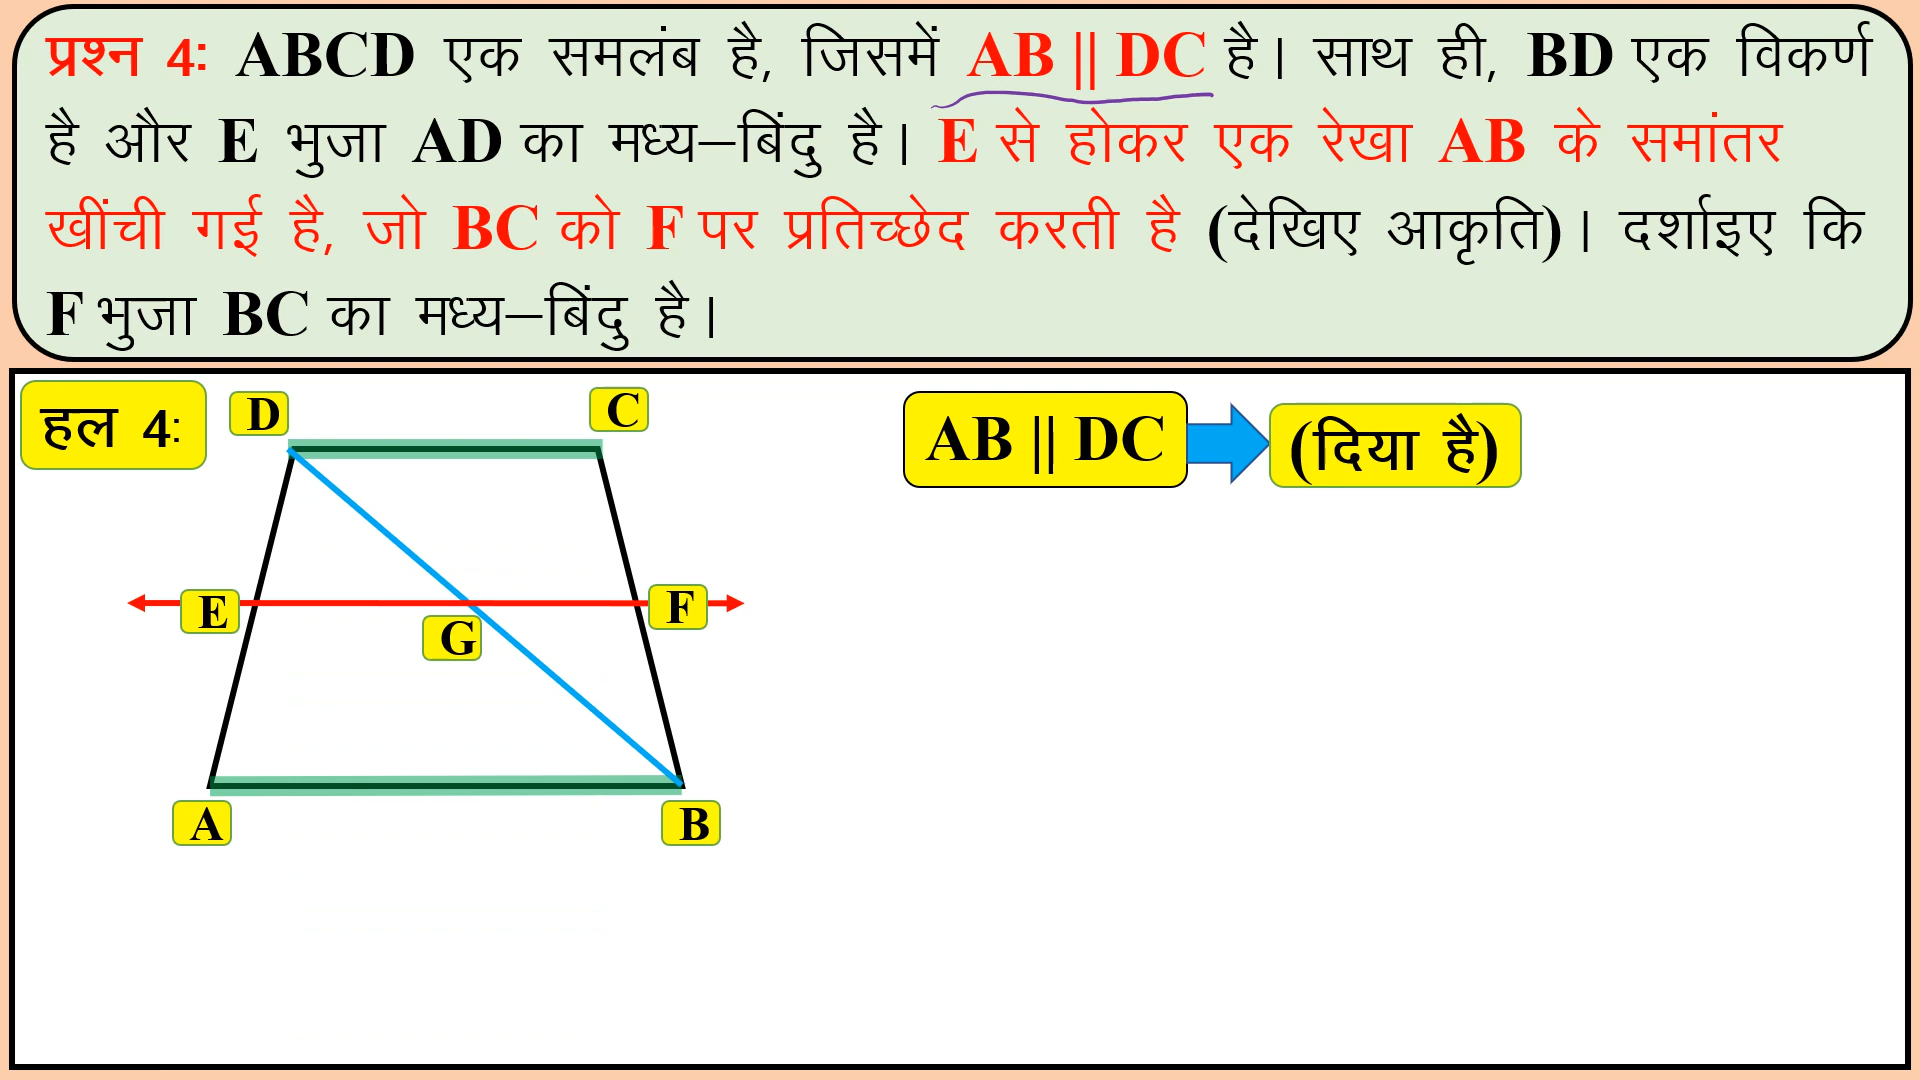 प्रश्न 4: ABCD एक समलंब है, जिसमें AB || DC है। साथ ही, BD एक विकर्ण
है और E भुजा AD का मध्य–बिंदु है। E से होकर एक रेखा AB के समांतर
खींची गई है, जो BC को F पर प्रतिच्छेद करती है (देखिए आकृति)। दर्शाइए कि
F भुजा BC का मध्य–बिंदु है।
हल 4:
D
C
AB || DC
(दिया है)
E
F
G
A
B